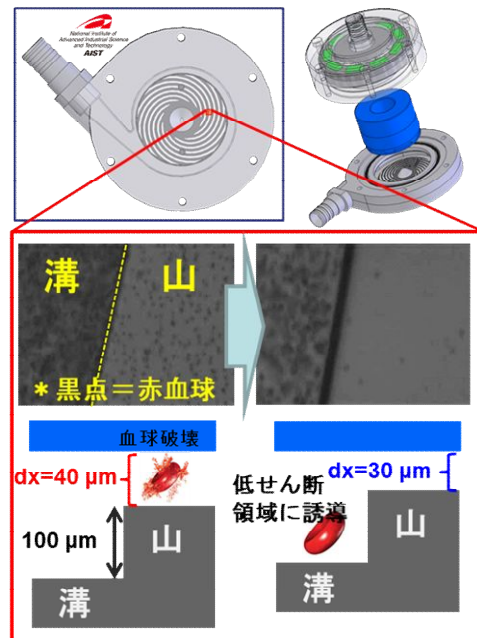 National Institute of
Advanced Industrial Science
and Technology
AIST
溝
山
＊黒点＝赤血球
血球破壊
dx=40 µm
100 µm
山
溝
dx=30 µm
低せん断
領域に誘導
山
溝